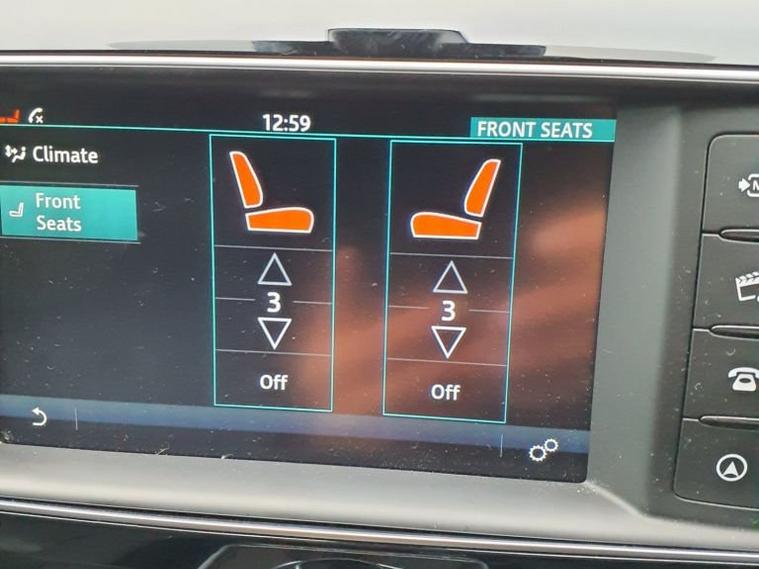 12:59
FRONT SEATS
Climate
Front
Seats
3
3
Off
Off